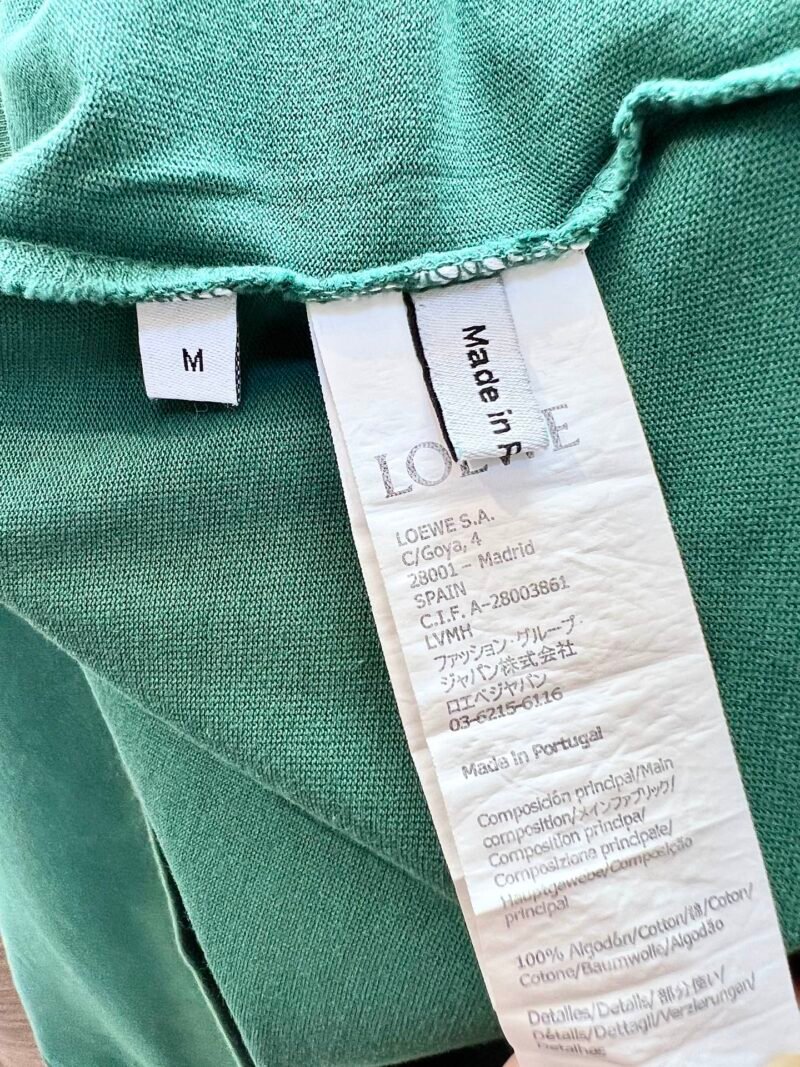 M
Made in P
LOEWE
LOEWE S.A.
C/Goya, 4
28001 - Madrid
SPAIN
C.I.F. A-28003861
LVMH
ファッション・グループ
ジャパン株式会社
ロエベジャパン
03-6215-6116
Made in Portugal
Composición principal/Main
composition/メインファブリック/
Composition principa/
Composizione principale/
Hauptgewebe/Composição
principal
100% Algodón/Cotton/綿/Coton/
Cotone/Baumwolle/Algodão
Detalles/Details/部分使い/
Détails/Dettagli/Verzierungen/
Detalhes